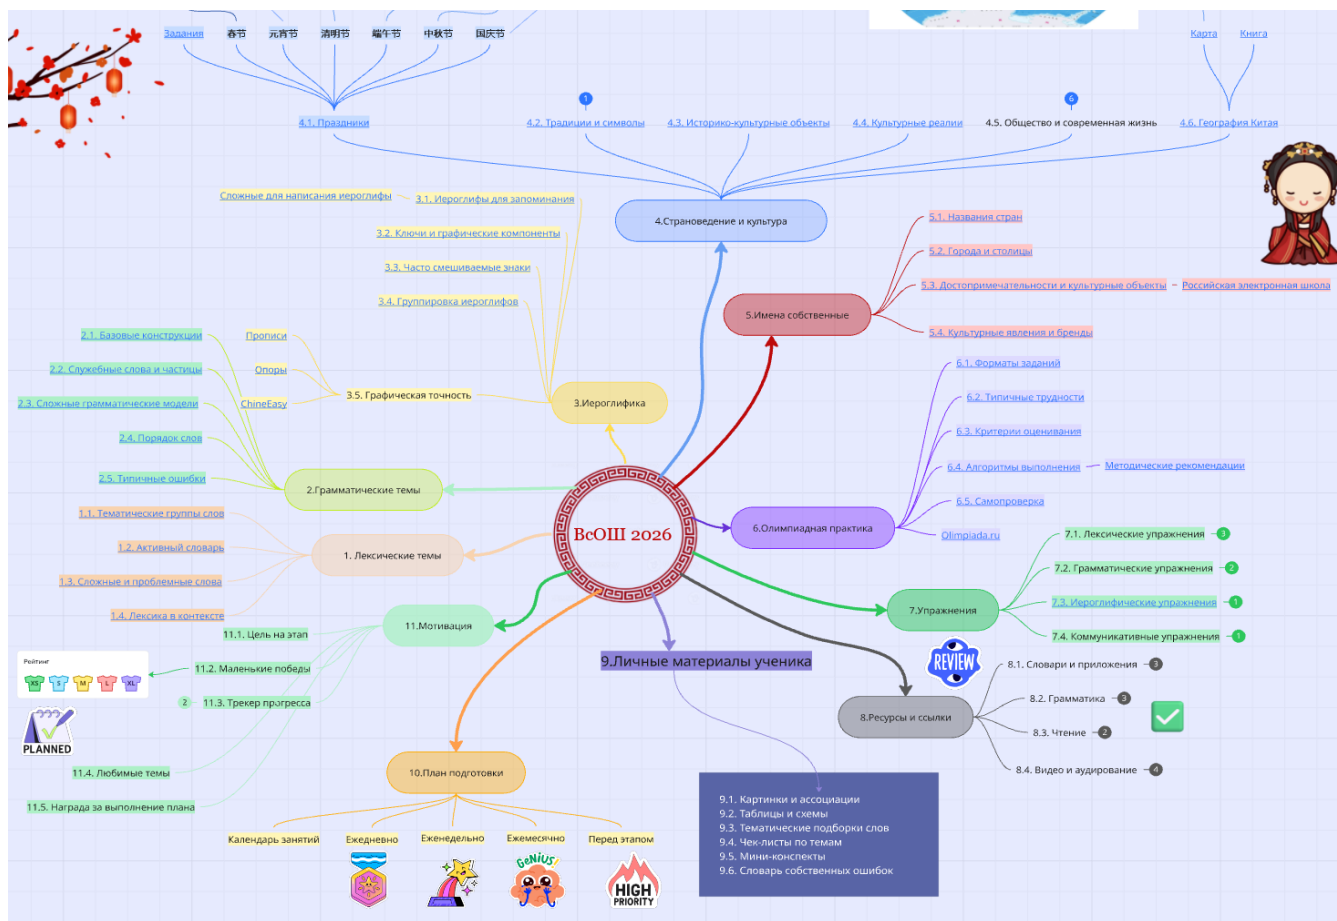 Задания
春节
元宵节
清明节
端午节
中秋节
国庆节
Карта
Книга
4.1. Праздники
1
4.2. Традиции и символы
4.3. Историко-культурные объекты
4.4. Культурные реалии
6
4.5. Общество и современная жизнь
4.6. География Китая
4.Страноведение и культура
Сложные для написания иероглифы
3.1. Иероглифы для запоминания
3.2. Ключи и графические компоненты
3.3. Часто смешиваемые знаки
3.4. Группировка иероглифов
Прописи
Опоры
ChineEasy
3.5. Графическая точность
3.Иероглифика
5.Имена собственные
5.1. Названия стран
5.2. Города и столицы
5.3. Достопримечательности и культурные объекты
Российская электронная школа
5.4. Культурные явления и бренды
2.1. Базовые конструкции
2.2. Служебные слова и частицы
2.3. Сложные грамматические модели
2.4. Порядок слов
2.5. Типичные ошибки
2.Грамматические темы
6.1. Форматы заданий
6.2. Типичные трудности
6.3. Критерии оценивания
6.4. Алгоритмы выполнения
Методические рекомендации
6.5. Самопроверка
Olimpiada.ru
6.Олимпиадная практика
ВсОШ 2026
1.1. Тематические группы слов
1.2. Активный словарь
1.3. Сложные и проблемные слова
1.4. Лексика в контексте
1. Лексические темы
7.Упражнения
7.1. Лексические упражнения
3
7.2. Грамматические упражнения
2
7.3. Иероглифические упражнения
1
7.4. Коммуникативные упражнения
1
11.Мотивация
11.1. Цель на этап
11.2. Маленькие победы
Рейтинг
XS
S
M
L
XL
2
11.3. Трекер прогресса
PLANNED
11.4. Любимые темы
11.5. Награда за выполнение плана
9.Личные материалы ученика
REVIEW
8.Ресурсы и ссылки
8.1. Словари и приложения
3
8.2. Грамматика
3
8.3. Чтение
2
8.4. Видео и аудирование
4
10.План подготовки
Календарь занятий
Ежедневно
Еженедельно
Ежемесячно
Перед этапом
GeNiUS!
HIGH
PRIORITY
9.1. Картинки и ассоциации
9.2. Таблицы и схемы
9.3. Тематические подборки слов
9.4. Чек-листы по темам
9.5. Мини-конспекты
9.6. Словарь собственных ошибок